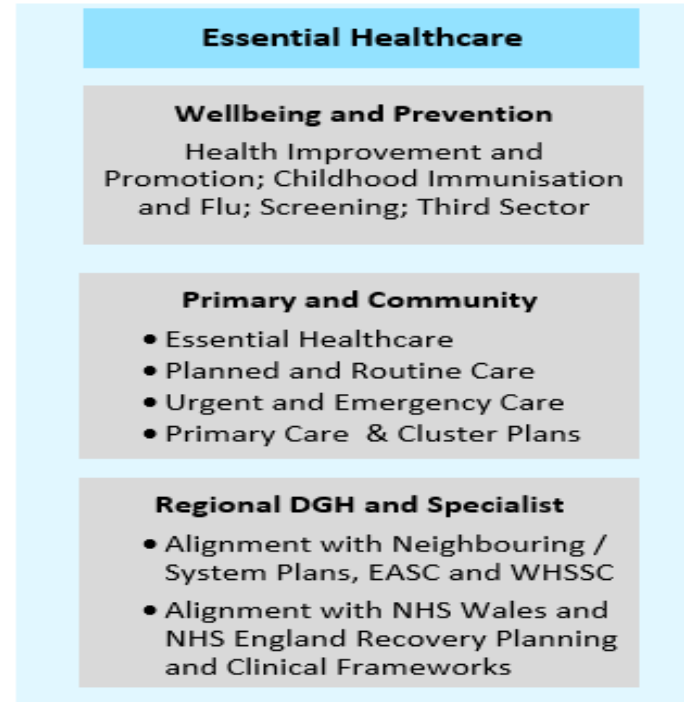 Essential Healthcare
Wellbeing and Prevention
Health Improvement and
Promotion; Childhood Immunisation
and Flu; Screening; Third Sector
Primary and Community
• Essential Healthcare
• Planned and Routine Care
• Urgent and Emergency Care
• Primary Care & Cluster Plans
Regional DGH and Specialist
• Alignment with Neighbouring /
System Plans, EASC and WHSSC
• Alignment with NHS Wales and
NHS England Recovery Planning
and Clinical Frameworks